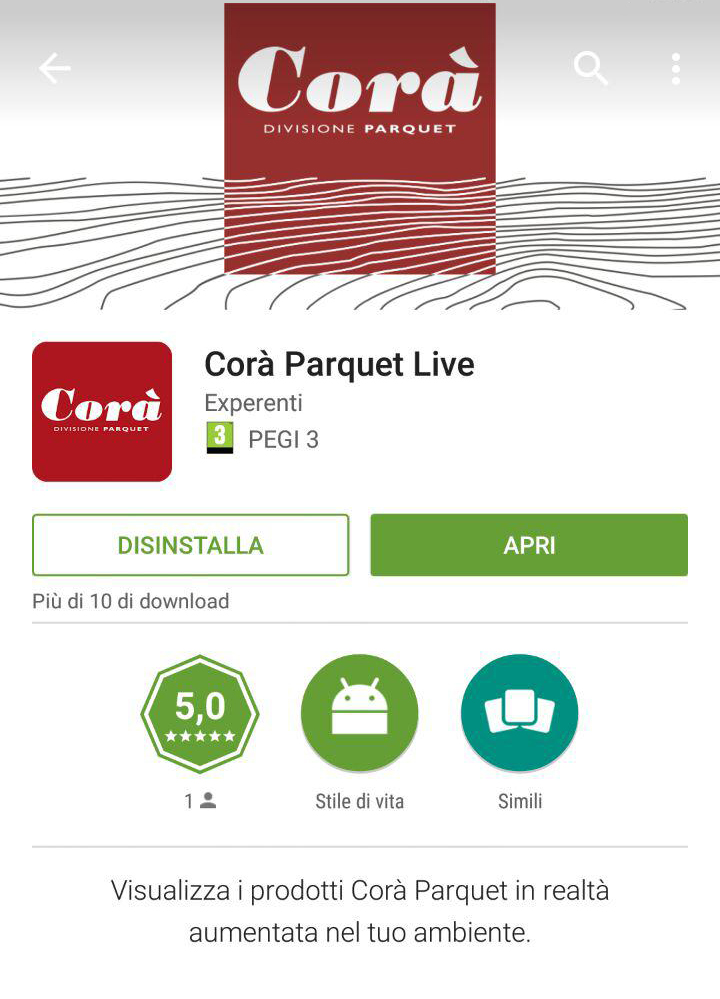 Corà
DIVISIONE PARQUET
Corà
DIVISIONE PARQUET
Corà Parquet Live
Experenti
3 PEGI 3
DISINSTALLA APRI
Più di 10 di download
5,0
1 Stile di vita Simili
Visualizza i prodotti Corà Parquet in realtà
aumentata nel tuo ambiente.